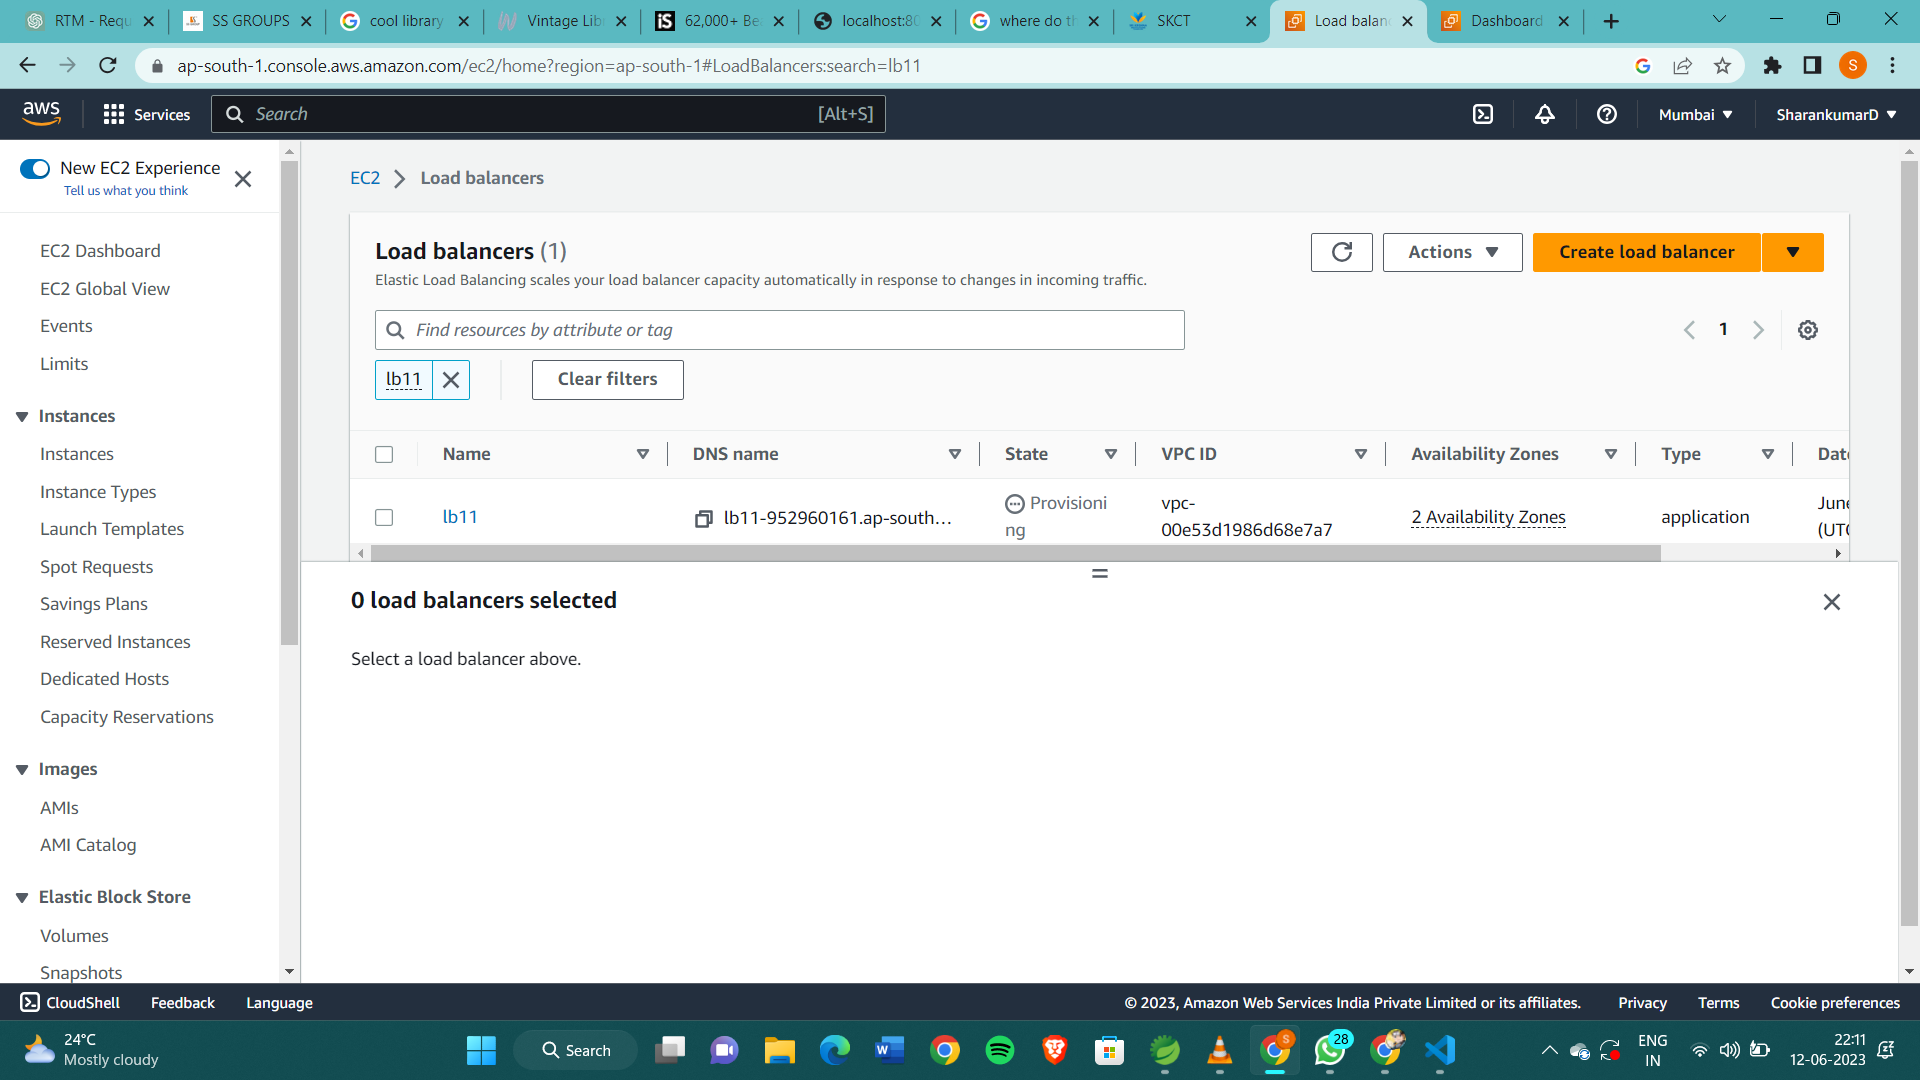 RTM - Requ
SS GROUPS
cool library
Vintage Libr
62,000+ Bea
localhost:80
where do th
SKCT
Load balanc
Dashboard
ap-south-1.console.aws.amazon.com/ec2/home?region=ap-south-1#LoadBalancers:search=lb11
S
aws
Services
Search
[Alt+S]
Mumbai
SharankumarD
New EC2 Experience
Tell us what you think
EC2 Dashboard
EC2 Global View
Events
Limits
Instances
Instances
Instance Types
Launch Templates
Spot Requests
Savings Plans
Reserved Instances
Dedicated Hosts
Capacity Reservations
Images
AMIs
AMI Catalog
Elastic Block Store
Volumes
Snapshots
EC2
Load balancers
Load balancers (1)
Elastic Load Balancing scales your load balancer capacity automatically in response to changes in incoming traffic.
Actions
Create load balancer
Find resources by attribute or tag
1
lb11
Clear filters
Name
DNS name
State
VPC ID
Availability Zones
Type
Date
lb11
lb11-952960161.ap-south...
Provisioni
ng
vpc-
00e53d1986d68e7a7
2 Availability Zones
application
June
(UTC
0 load balancers selected
Select a load balancer above.
CloudShell
Feedback
Language
© 2023, Amazon Web Services India Private Limited or its affiliates.
Privacy
Terms
Cookie preferences
24°C
Mostly cloudy
Search
28
ENG
IN
22:11
12-06-2023